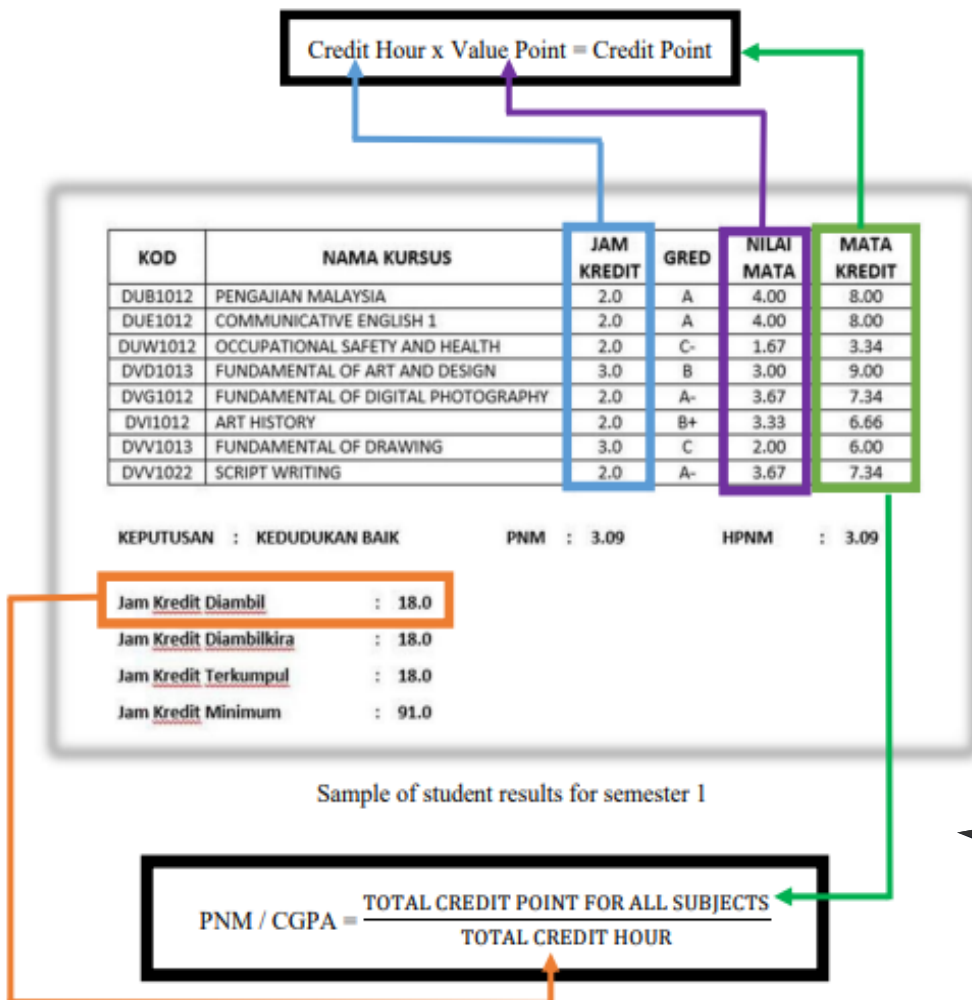 Credit Hour x Value Point = Credit Point
KOD NAMA KURSUS JAM KREDIT GRED NILAI MATA MATA KREDIT
DUB1012 PENGAJIAN MALAYSIA 2.0 A 4.00 8.00
DUE1012 COMMUNICATIVE ENGLISH 1 2.0 A 4.00 8.00
DUW1012 OCCUPATIONAL SAFETY AND HEALTH 2.0 C- 1.67 3.34
DVD1013 FUNDAMENTAL OF ART AND DESIGN 3.0 B 3.00 9.00
DVG1012 FUNDAMENTAL OF DIGITAL PHOTOGRAPHY 2.0 A- 3.67 7.34
DVI1012 ART HISTORY 2.0 B+ 3.33 6.66
DVV1013 FUNDAMENTAL OF DRAWING 3.0 C 2.00 6.00
DVV1022 SCRIPT WRITING 2.0 A- 3.67 7.34
KEPUTUSAN : KEDUDUKAN BAIK PNM : 3.09 HPNM : 3.09
Jam Kredit Diambil : 18.0
Jam Kredit Diambilkira : 18.0
Jam Kredit Terkumpul : 18.0
Jam Kredit Minimum : 91.0
Sample of student results for semester 1
PNM / CGPA = TOTAL CREDIT POINT FOR ALL SUBJECTS
TOTAL CREDIT HOUR